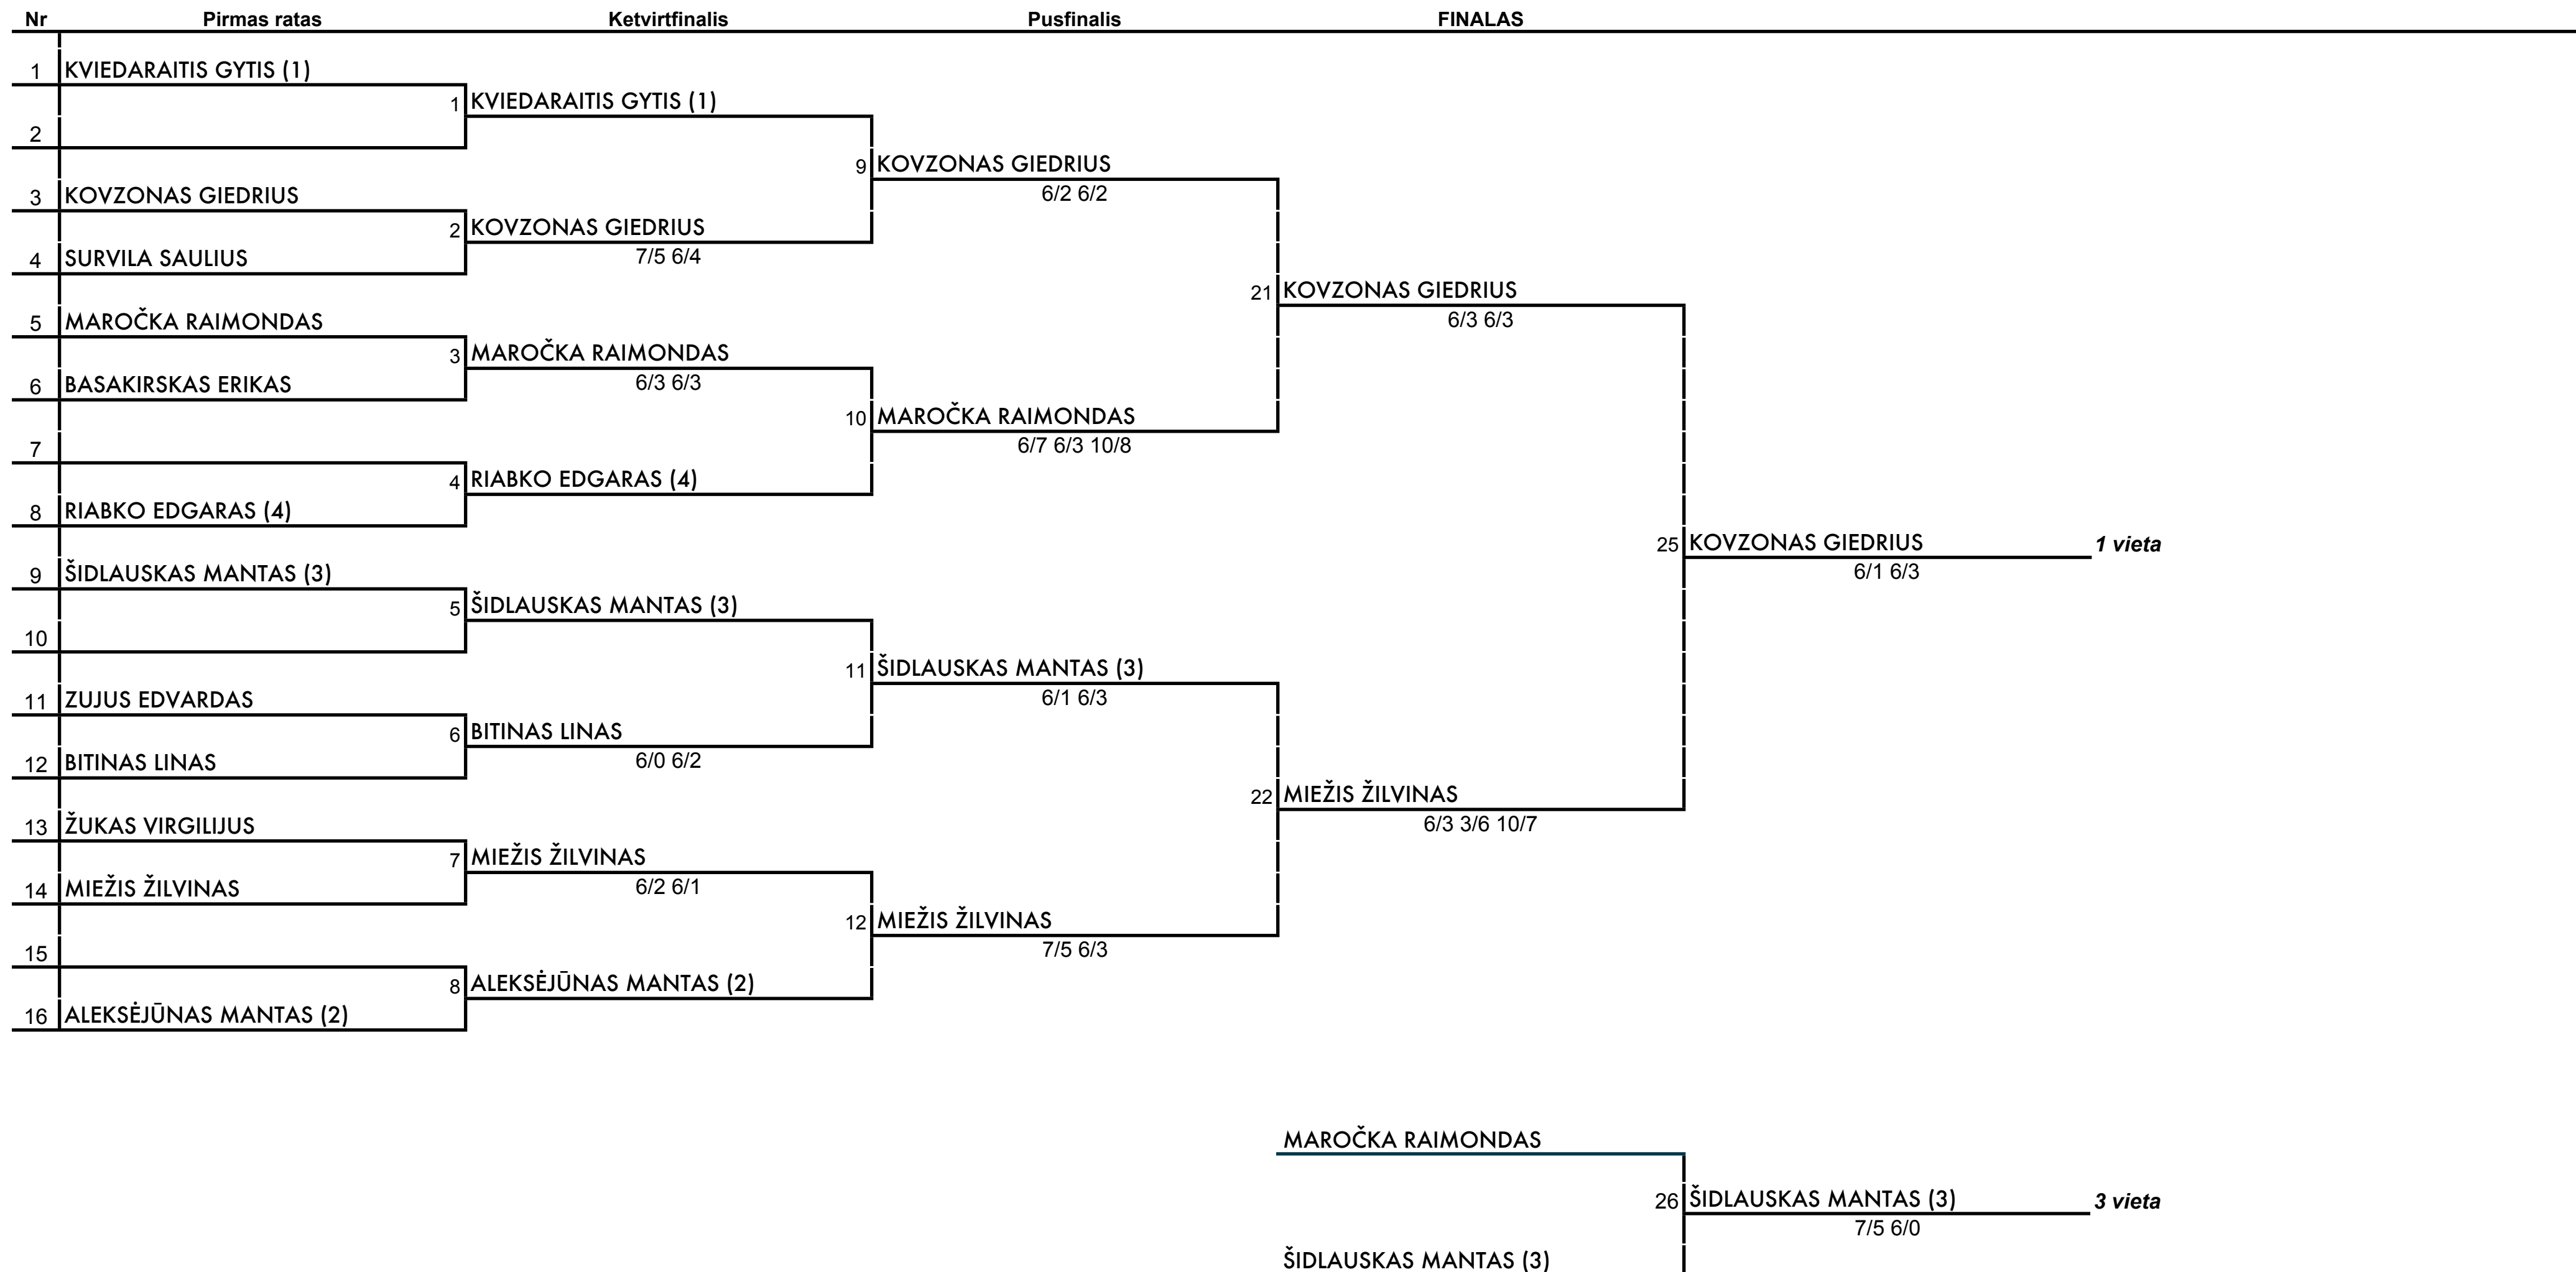 Nr Pirmas ratas Ketvirtfinalis Pusfinalis FINALAS
1 KVIEDARAITIS GYTIS (1)
1 KVIEDARAITIS GYTIS (1)
2
9 KOVZONAS GIEDRIUS
6/2 6/2
3 KOVZONAS GIEDRIUS
2 KOVZONAS GIEDRIUS
7/5 6/4
4 SURVILA SAULIUS
21 KOVZONAS GIEDRIUS
6/3 6/3
5 MAROČKA RAIMONDAS
3 MAROČKA RAIMONDAS
6/3 6/3
6 BASAKIRSKAS ERIKAS
10 MAROČKA RAIMONDAS
6/7 6/3 10/8
7
4 RIABKO EDGARAS (4)
8 RIABKO EDGARAS (4)
25 KOVZONAS GIEDRIUS 1 vieta
6/1 6/3
9 ŠIDLAUSKAS MANTAS (3)
5 ŠIDLAUSKAS MANTAS (3)
10
11 ŠIDLAUSKAS MANTAS (3)
6/1 6/3
11 ZUJUS EDVARDAS
6 BITINAS LINAS
6/0 6/2
12 BITINAS LINAS
22 MIEŽIS ŽILVINAS
6/3 3/6 10/7
13 ŽUKAS VIRGILIJUS
7 MIEŽIS ŽILVINAS
6/2 6/1
14 MIEŽIS ŽILVINAS
12 MIEŽIS ŽILVINAS
7/5 6/3
15
8 ALEKSĖJŪNAS MANTAS (2)
16 ALEKSĖJŪNAS MANTAS (2)
MAROČKA RAIMONDAS
26 ŠIDLAUSKAS MANTAS (3) 3 vieta
7/5 6/0
ŠIDLAUSKAS MANTAS (3)